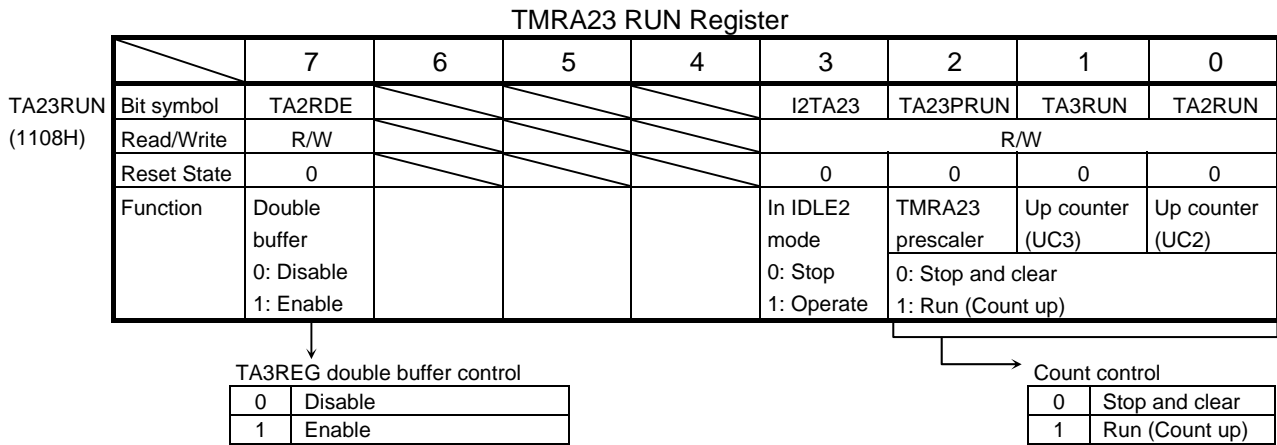 TMRA23 RUN Register
7 6 5 4 3 2 1 0
TA23RUN Bit symbol TA2RDE I2TA23 TA23PRUN TA3RUN TA2RUN
(1108H) Read/Write R/W R/W
Reset State 0 0 0 0 0
Function Double In IDLE2 TMRA23 Up counter Up counter
buffer mode prescaler (UC3) (UC2)
0: Disable 0: Stop 0: Stop and clear
1: Enable 1: Operate 1: Run (Count up)
TA3REG double buffer control Count control
0 Disable 0 Stop and clear
1 Enable 1 Run (Count up)